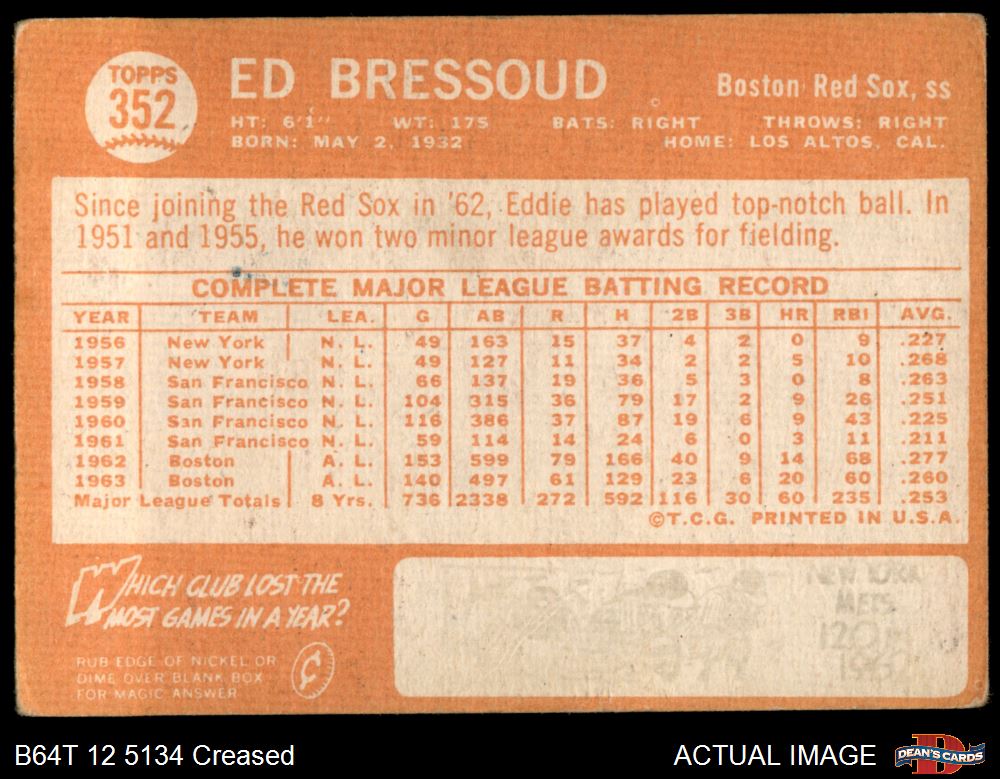 TOPPS
352
ED BRESSOUD
Boston Red Sox, ss
HT: 6'1" WT: 175 BATS: RIGHT THROWS: RIGHT
BORN: MAY 2, 1932 HOME: LOS ALTOS, CAL.
Since joining the Red Sox in '62, Eddie has played top-notch ball. In
1951 and 1955, he won two minor league awards for fielding.
COMPLETE MAJOR LEAGUE BATTING RECORD
YEAR TEAM LEA. G AB R H 2B 3B HR RBI AVG.
1956 New York N. L. 49 163 15 37 4 2 0 9 .227
1957 New York N. L. 49 127 11 34 2 2 5 10 .268
1958 San Francisco N. L. 66 137 19 36 5 3 0 8 .263
1959 San Francisco N. L. 104 315 36 79 17 2 9 26 .251
1960 San Francisco N. L. 116 386 37 87 19 6 9 43 .225
1961 San Francisco N. L. 59 114 14 24 6 0 3 11 .211
1962 Boston A. L. 153 599 79 166 40 9 14 68 .277
1963 Boston A. L. 140 497 61 129 23 6 20 60 .260
Major League Totals 8 Yrs. 736 2338 272 592 116 30 60 235 .253
©T.C.G. PRINTED IN U.S.A.
WHICH CLUB LOST THE
MOST GAMES IN A YEAR?
RUB EDGE OF NICKEL OR
DIME OVER BLANK BOX
FOR MAGIC ANSWER
NEW YORK
METS
120
B64T 12 5134 Creased
ACTUAL IMAGE
DEAN'S CARDS